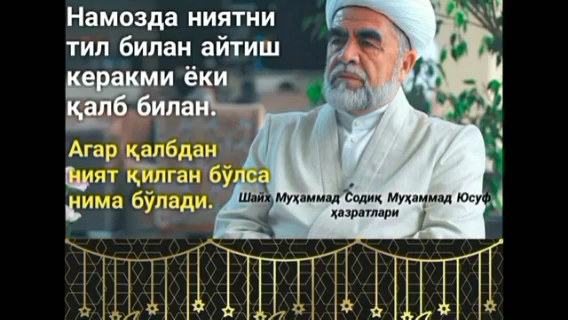 Намозда ниятни
тил билан айтиш
керакми ёки
қалб билан.
Агар қалбдан
ният қилган бўлса
нима бўлади.
Шайх Муҳаммад Содиқ Муҳаммад Юсуф
ҳазратлари